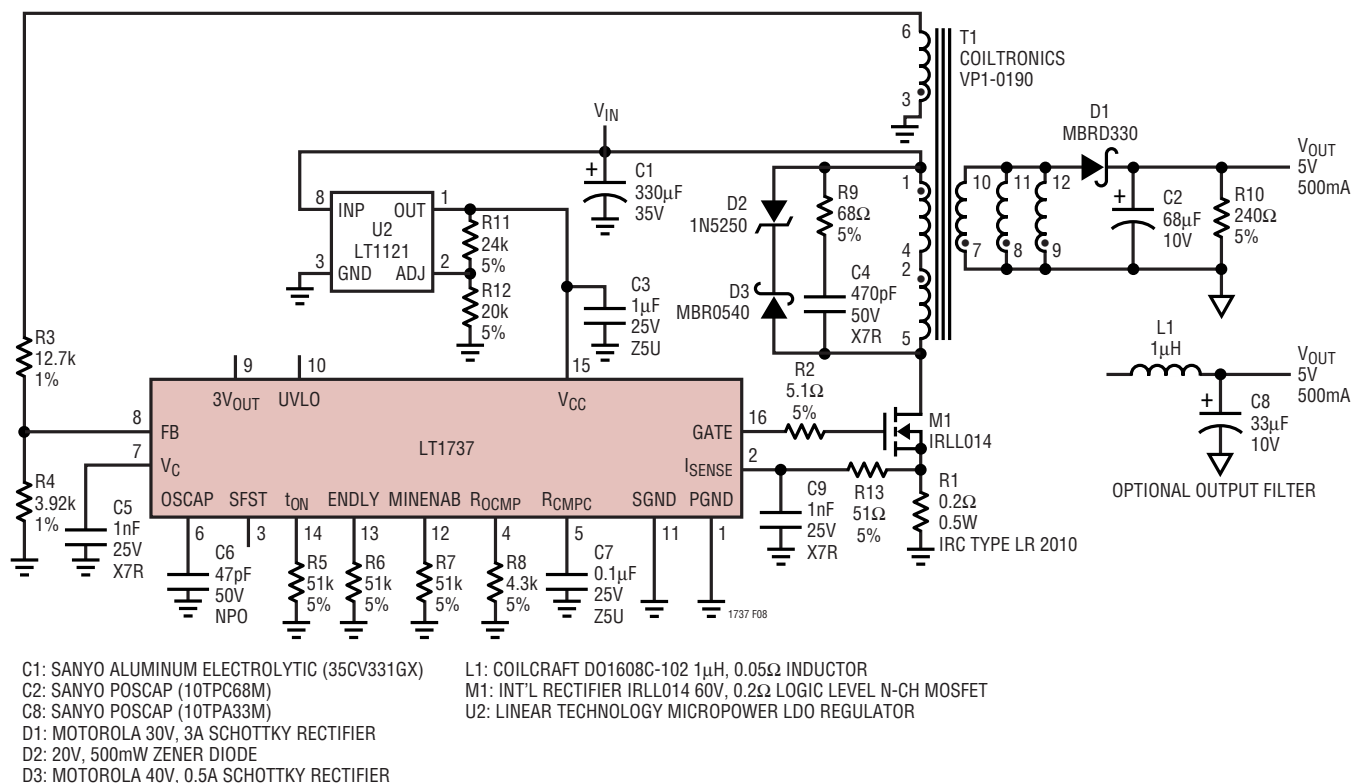 6
T1
COILTRONICS
VP1-0190
3
VIN
D1
MBRD330
VOUT
5V
500mA
+
C1
330µF
35V
1
10
11
12
8
INP
OUT
1
U2
LT1121
3
GND
ADJ
2
R11
24k
5%
R12
20k
5%
D2
1N5250
R9
68Ω
5%
4
2
7
8
9
+
C2
68µF
10V
R10
240Ω
5%
C3
1µF
25V
Z5U
D3
MBR0540
C4
470pF
50V
X7R
5
R3
12.7k
1%
L1
1µH
VOUT
5V
500mA
+
C8
33µF
10V
OPTIONAL OUTPUT FILTER
9
10
15
R2
5.1Ω
5%
3VOUT
UVLO
VCC
8
FB
LT1737
GATE
16
M1
IRLL014
7
VC
ISENSE
2
R4
3.92k
1%
OSCAP
SFST
tON
ENDLY
MINENAB
ROCMP
RCMPC
SGND
PGND
C5
1nF
25V
X7R
6
3
14
13
12
4
5
11
1
C9
1nF
25V
X7R
R13
51Ω
5%
R1
0.2Ω
0.5W
IRC TYPE LR 2010
C6
47pF
50V
NPO
R5
51k
5%
R6
51k
5%
R7
51k
5%
R8
4.3k
5%
C7
0.1µF
25V
Z5U
1737 F08
C1: SANYO ALUMINUM ELECTROLYTIC (35CV331GX)
C2: SANYO POSCAP (10TPC68M)
C8: SANYO POSCAP (10TPA33M)
D1: MOTOROLA 30V, 3A SCHOTTKY RECTIFIER
D2: 20V, 500mW ZENER DIODE
D3: MOTOROLA 40V, 0.5A SCHOTTKY RECTIFIER
L1: COILCRAFT DO1608C-102 1µH, 0.05Ω INDUCTOR
M1: INT'L RECTIFIER IRLL014 60V, 0.2Ω LOGIC LEVEL N-CH MOSFET
U2: LINEAR TECHNOLOGY MICROPOWER LDO REGULATOR